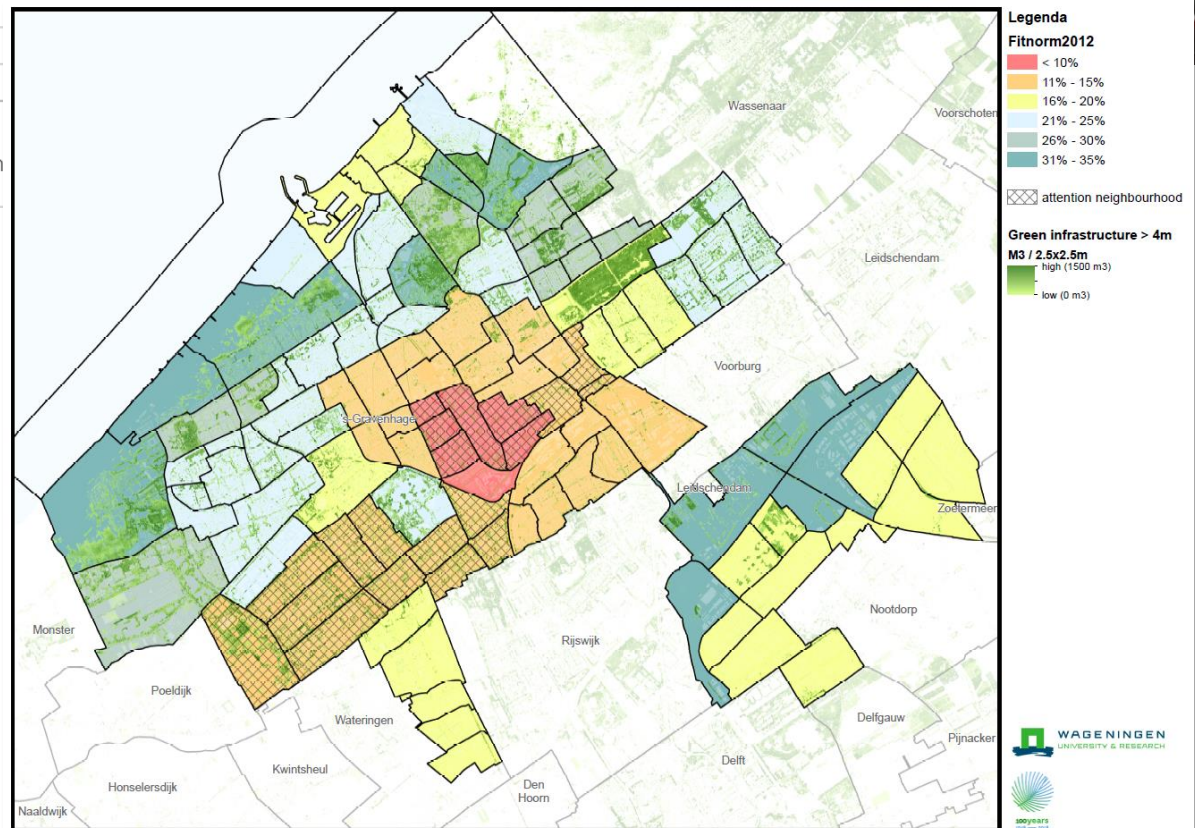 Legenda
Fitnorm2012
< 10%
11% - 15%
16% - 20%
21% - 25%
26% - 30%
31% - 35%
attention neighbourhood
Green infrastructure > 4m
M3 / 2.5x2.5m
high (1500 m3)
low (0 m3)
Wassenaar
Voorschoten
Leidschendam
Voorburg
's-Gravenhage
Leidschendam
Zoetermeer
Nootdorp
Monster
Rijswijk
Poeldijk
Wateringen
Delfgauw
Pijnacker
Delft
Kwintsheul
Honselersdijk
Den
Hoorn
Naaldwijk
WAGENINGEN
UNIVERSITY & RESEARCH
100years